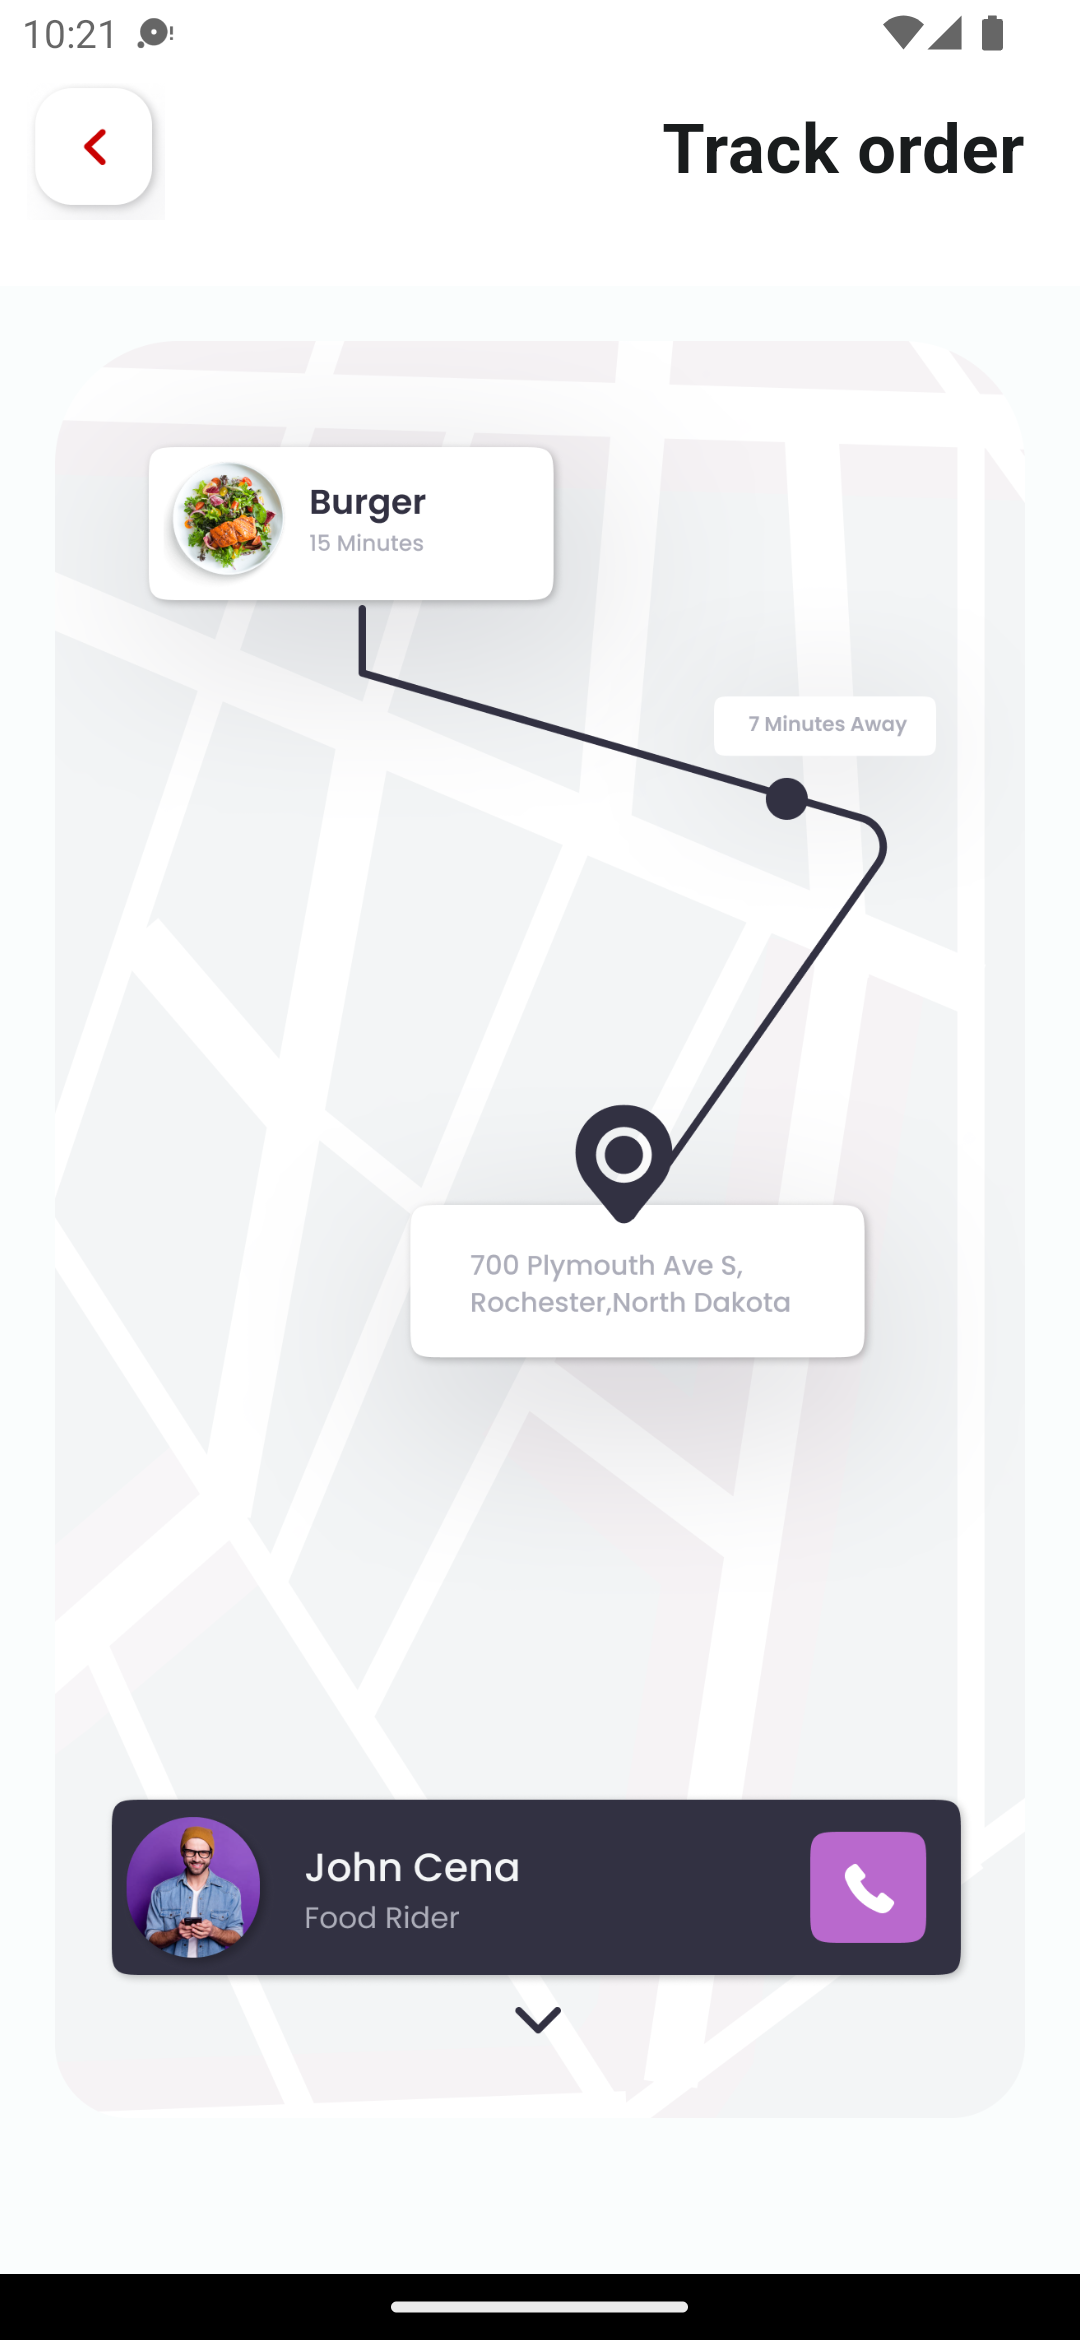 10:21
Track order
Burger
15 Minutes
7 Minutes Away
700 Plymouth Ave S,
Rochester,North Dakota
John Cena
Food Rider